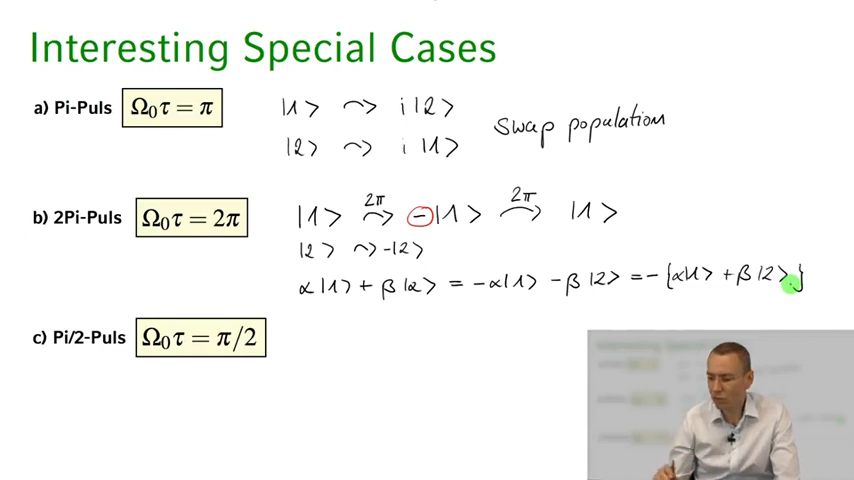 Interesting Special Cases
a) Pi-Puls Ω₀τ = π |1> ↷ i|2>
|2> ↷ i|1>
swap population
b) 2Pi-Puls Ω₀τ = 2π |1> ↷2π -|1> ↷2π |1>
|2> ↷ -|2>
α|1> + β|2> = -α|1> - β|2> = -{α|1> + β|2>}
c) Pi/2-Puls Ω₀τ = π/2